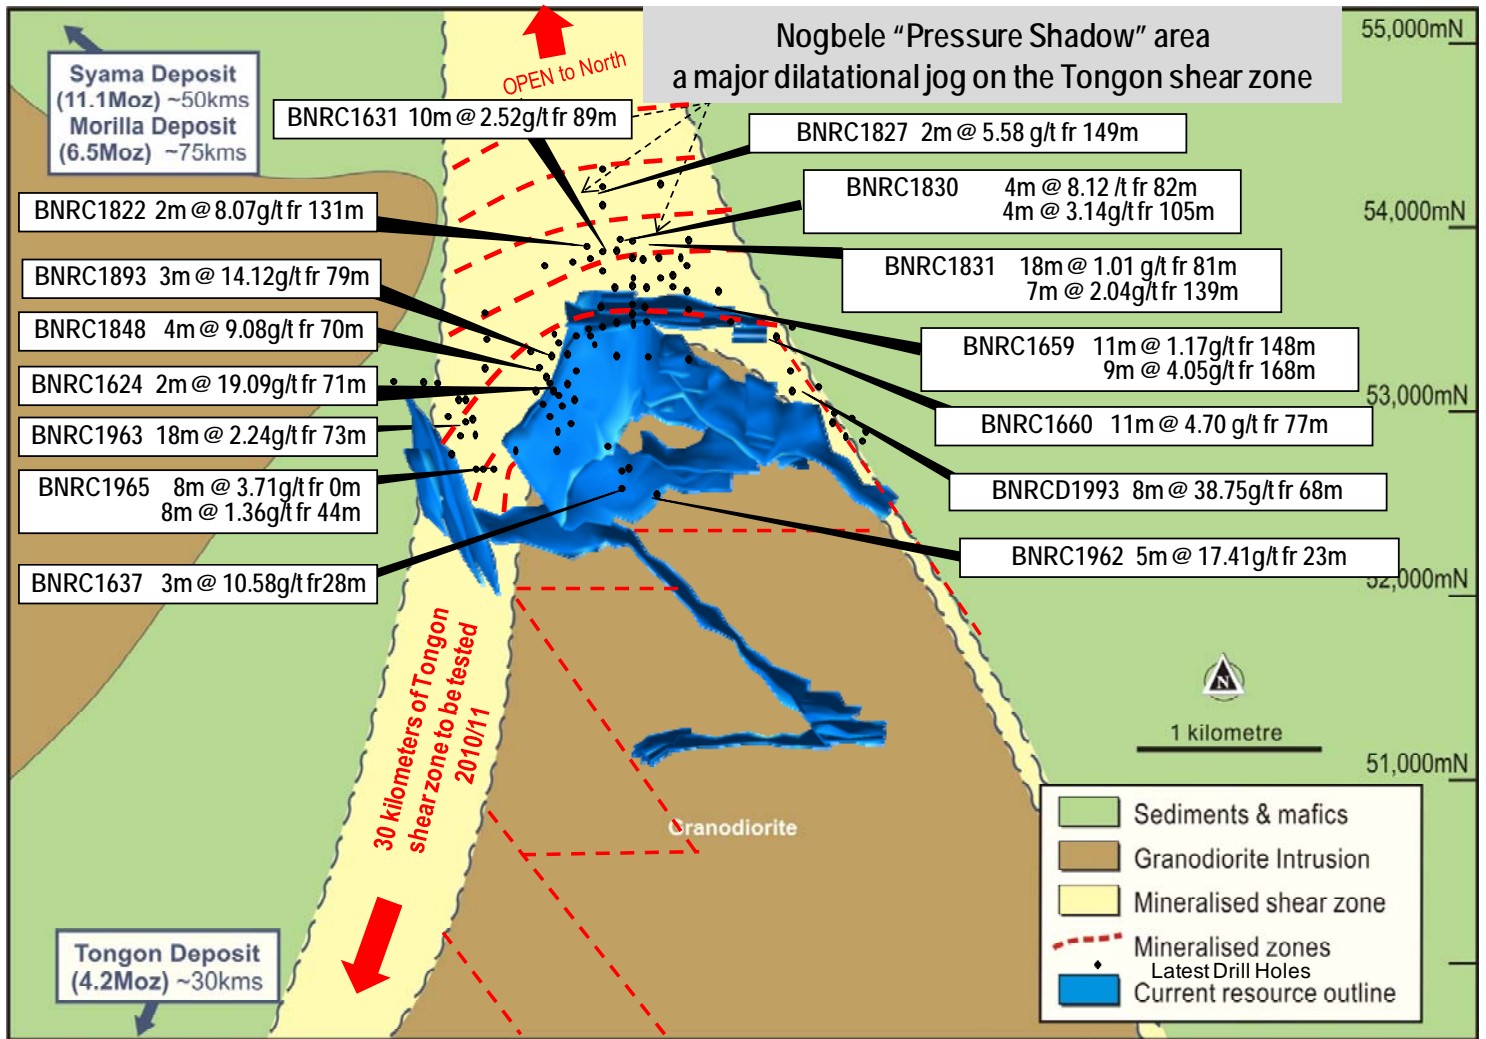 Nogbele “Pressure Shadow” area
a major dilatational jog on the Tongon shear zone
55,000mN
Syama Deposit
(11.1Moz) ~50kms
Morilla Deposit
(6.5Moz) ~75kms
OPEN to North
BNRC1631 10m @ 2.52g/t fr 89m
BNRC1827 2m @ 5.58 g/t fr 149m
BNRC1830 4m @ 8.12 /t fr 82m
4m @ 3.14g/t fr 105m
54,000mN
BNRC1822 2m @ 8.07g/t fr 131m
BNRC1831 18m @ 1.01 g/t fr 81m
7m @ 2.04g/t fr 139m
BNRC1893 3m @ 14.12g/t fr 79m
BNRC1848 4m @ 9.08g/t fr 70m
BNRC1659 11m @ 1.17g/t fr 148m
9m @ 4.05g/t fr 168m
BNRC1624 2m @ 19.09g/t fr 71m
53,000mN
BNRC1963 18m @ 2.24g/t fr 73m
BNRC1660 11m @ 4.70 g/t fr 77m
BNRC1965 8m @ 3.71g/t fr 0m
8m @ 1.36g/t fr 44m
BNRCD1993 8m @ 38.75g/t fr 68m
BNRC1962 5m @ 17.41g/t fr 23m
BNRC1637 3m @ 10.58g/t fr28m
52,000mN
30 kilometers of Tongon
shear zone to be tested
2010/11
N
1 kilometre
51,000mN
Granodiorite
Sediments & mafics
Granodiorite Intrusion
Mineralised shear zone
Mineralised zones
Latest Drill Holes
Current resource outline
Tongon Deposit
(4.2Moz) ~30kms